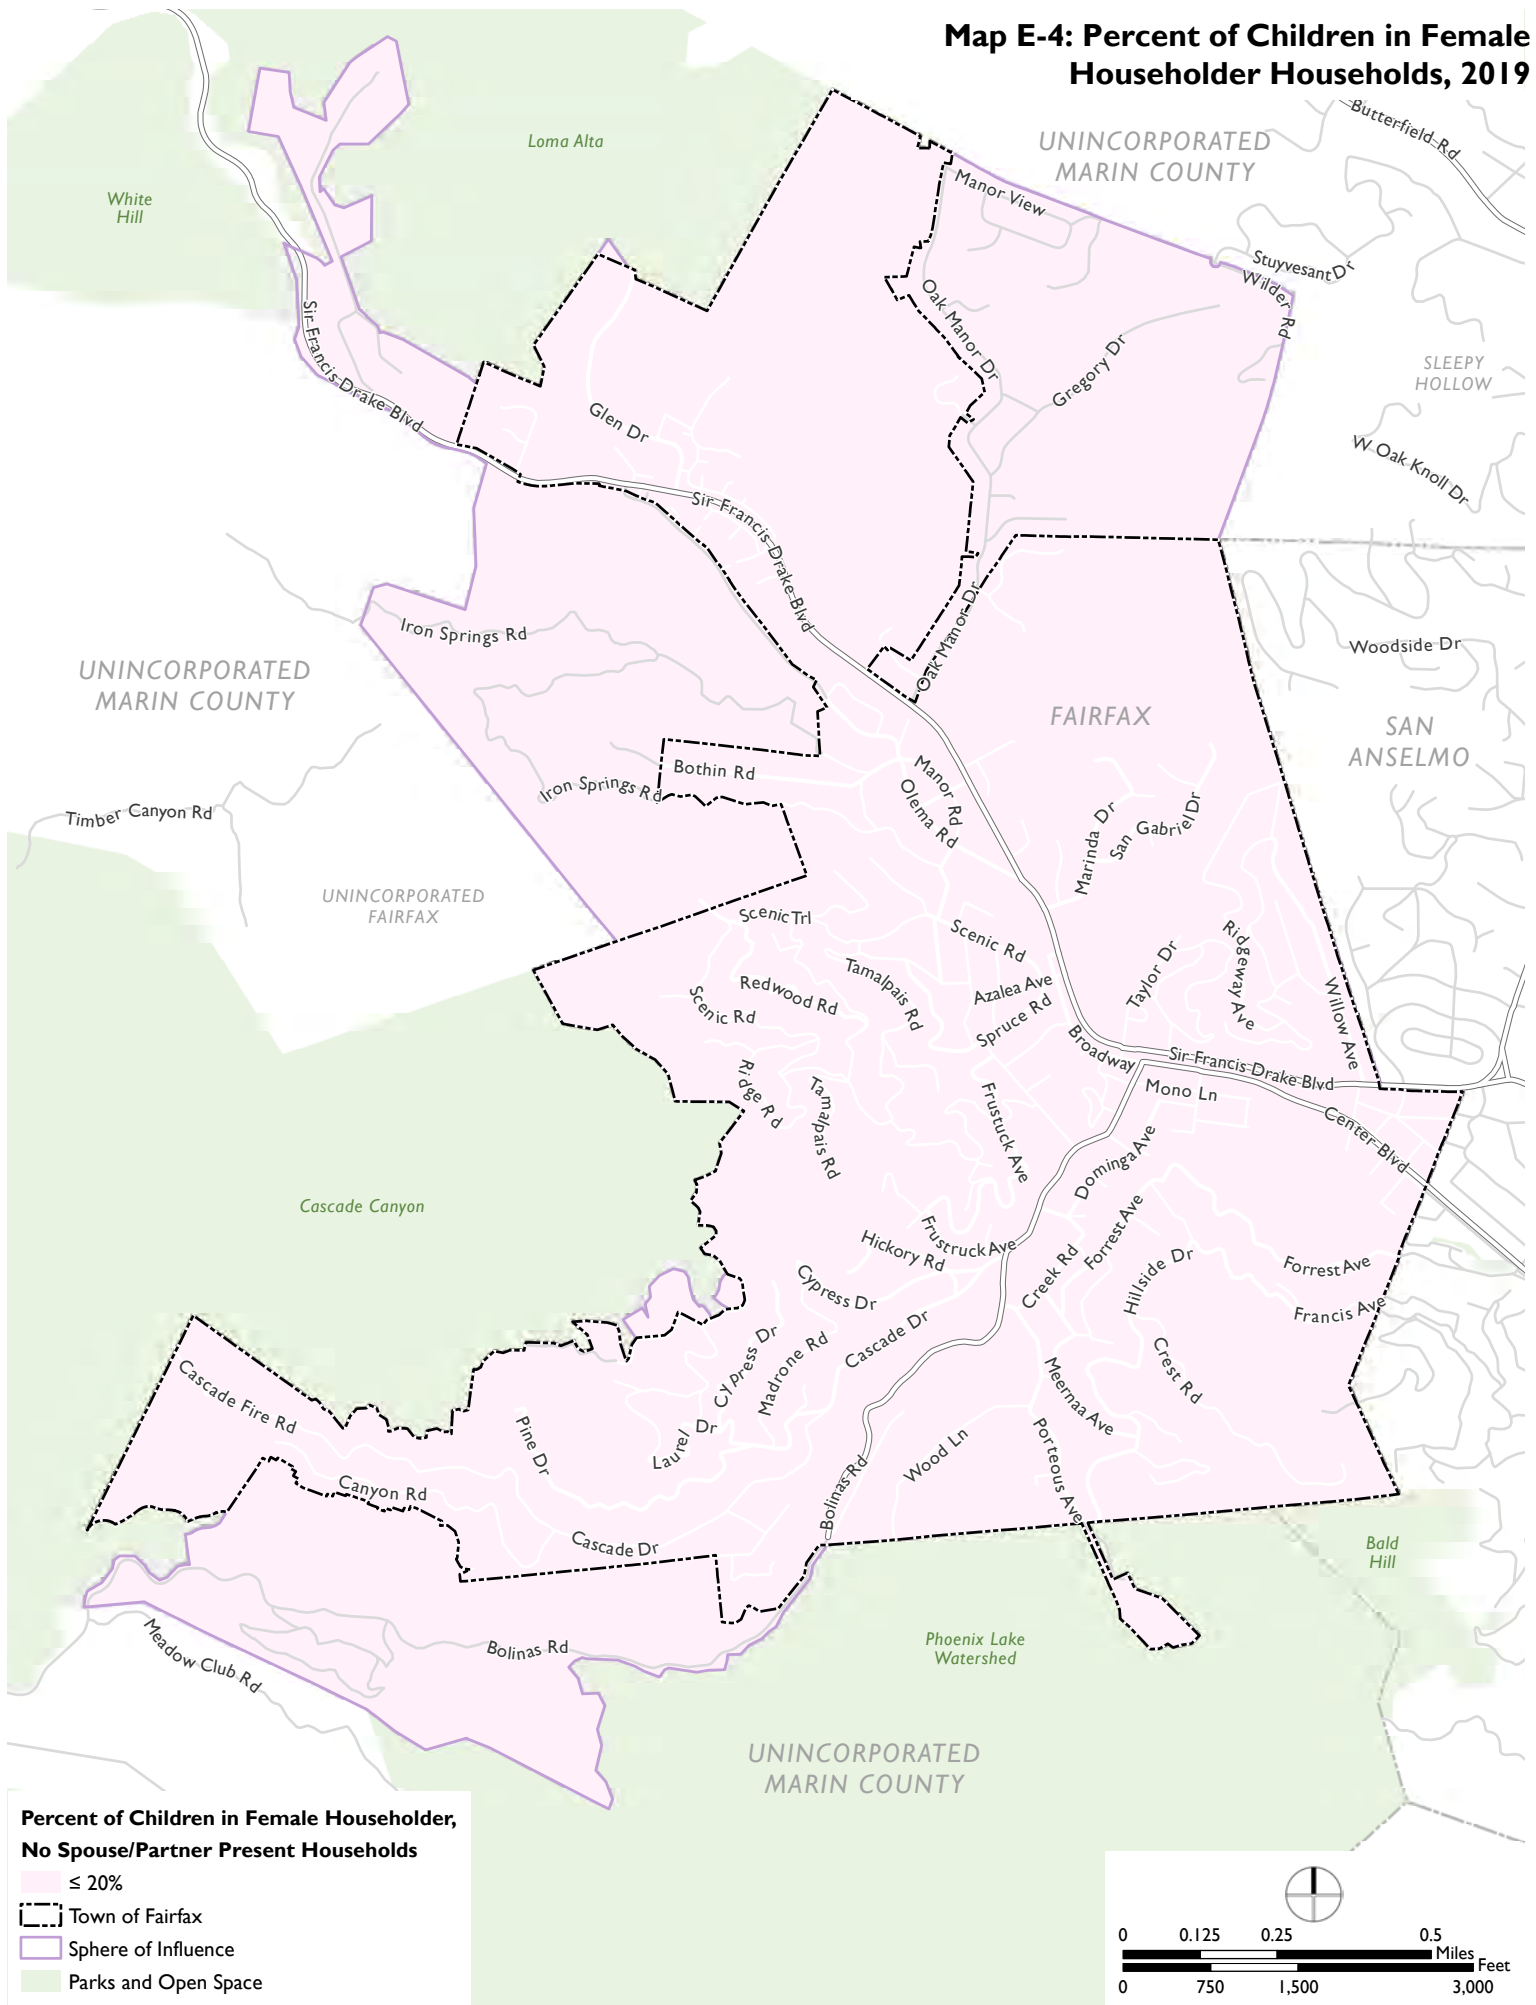 Map E-4: Percent of Children in Female
Householder Households, 2019
Butterfield Rd
UNINCORPORATED
MARIN COUNTY
Loma Alta
White
Hill
Manor View
Stuyvesant Dr
Wilder Rd
Oak Manor Dr
Sir Francis Drake Blvd
Gregory Dr
SLEEPY
HOLLOW
Glen Dr
W Oak Knoll Dr
Sir Francis Drake Blvd
Iron Springs Rd
Oak Manor Dr
Woodside Dr
UNINCORPORATED
MARIN COUNTY
FAIRFAX
SAN
ANSELMO
Bothin Rd
Iron Springs Rd
Manor Rd
Olema Rd
Timber Canyon Rd
Marinda Dr
San Gabriel Dr
UNINCORPORATED
FAIRFAX
Scenic Trl
Scenic Rd
Ridgeway Ave
Taylor Dr
Tamalpais Rd
Redwood Rd
Azalea Ave
Scenic Rd
Spruce Rd
Willow Ave
Broadway
Sir Francis Drake Blvd
Ridge Rd
Tamalpais Rd
Frustuck Ave
Mono Ln
Center Blvd
Dominga Ave
Cascade Canyon
Forrest Ave
Frustruck Ave
Hickory Rd
Creek Rd
Hillside Dr
Forrest Ave
Cypress Dr
Francis Ave
Cascade Dr
Cypress Dr
Madrone Rd
Crest Rd
Cascade Fire Rd
Meernaa Ave
Pine Dr
Laurel Dr
Wood Ln
Porteous Ave
Canyon Rd
Bolinas Rd
Cascade Dr
Bald
Hill
Meadow Club Rd
Bolinas Rd
Phoenix Lake
Watershed
UNINCORPORATED
MARIN COUNTY
Percent of Children in Female Householder,
No Spouse/Partner Present Households
≤ 20%
Town of Fairfax
Sphere of Influence
Parks and Open Space
0 0.125 0.25 0.5
Miles
Feet
0 750 1,500 3,000